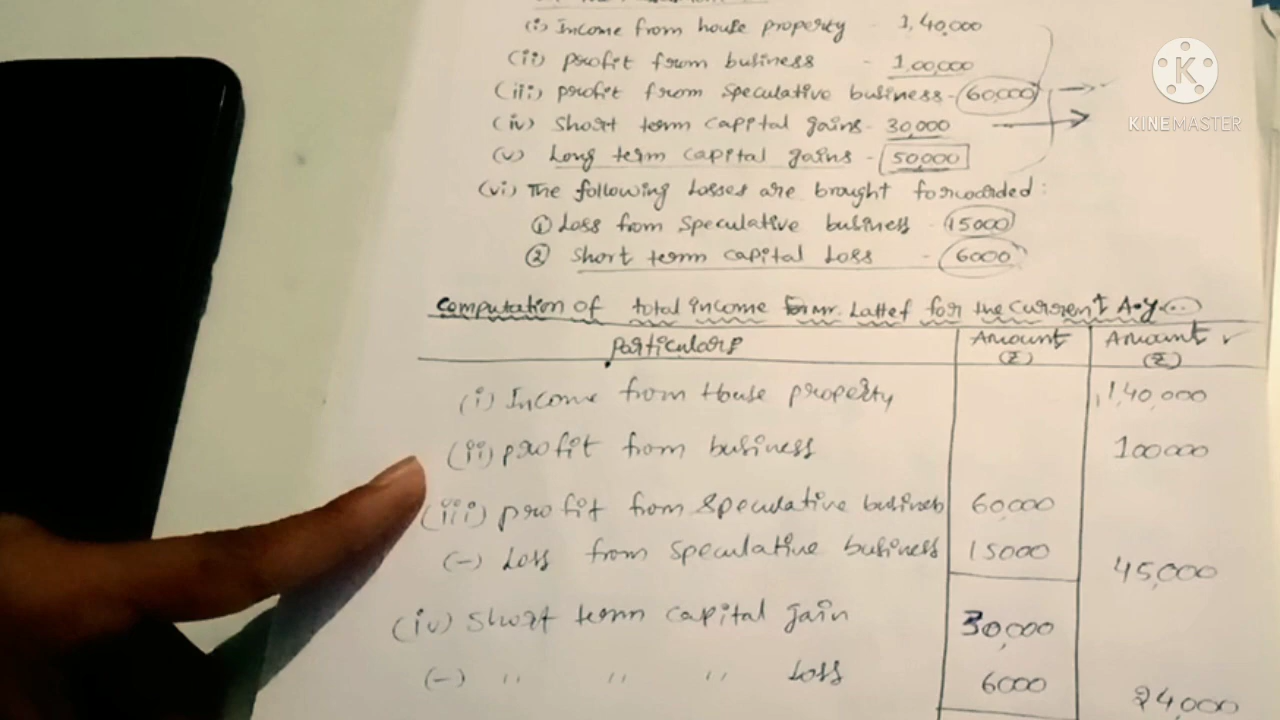 (i) Income from house property - 1,40,000
(ii) profit from business - 1,00,000
(iii) profit from speculative business - 60,000
(iv) Short term capital gains - 30,000
(v) Long term capital gains - 50,000
(vi) The following Losses are brought forwarded :
① Loss from speculative business - 15000
② Short term capital Loss - 6000
KINEMASTER
Computation of total income for mr. Lattef for the current A.y...
Particulars Amount (₹) Amount (₹)
(i) Income from House property 1,40,000
(ii) profit from business 100000
(iii) profit from speculative business 60,000
(-) Loss from speculative business 15000 45,000
(iv) Short term capital gain 30,000
(-) " " " Loss 6000 24,000